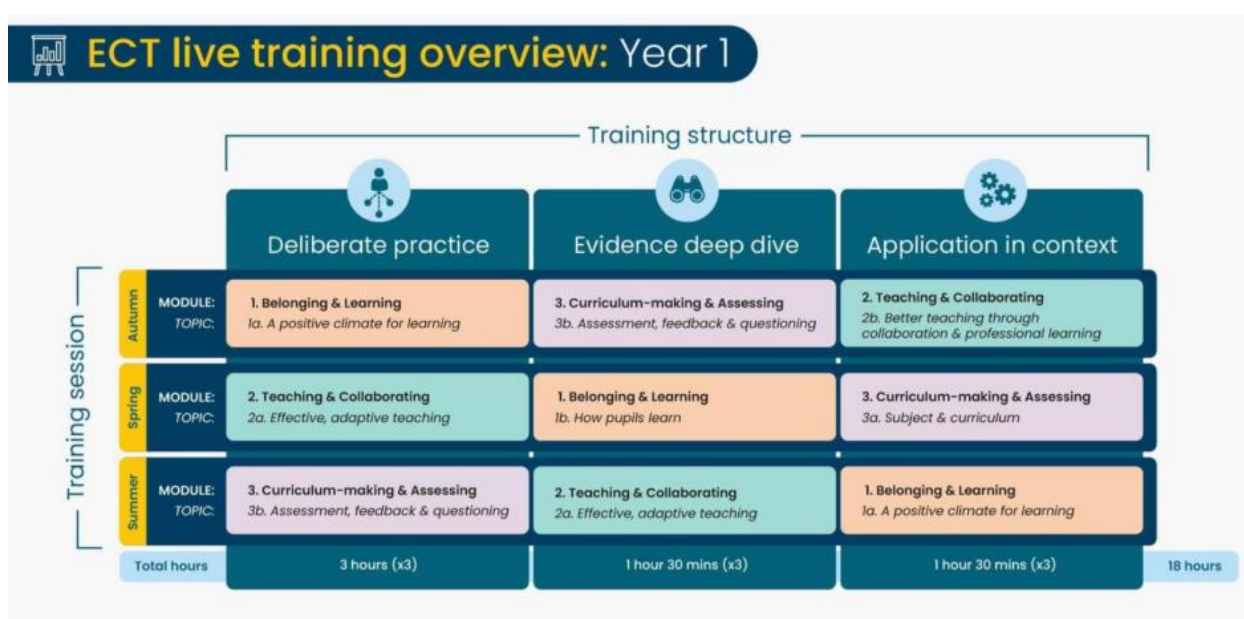 ECT live training overview: Year 1
Training structure
Deliberate practice
Evidence deep dive
Application in context
Training session
Autumn
MODULE:
TOPIC:
1. Belonging & Learning
1a. A positive climate for learning
3. Curriculum-making & Assessing
3b. Assessment, feedback & questioning
2. Teaching & Collaborating
2b. Better teaching through
collaboration & professional learning
Spring
MODULE:
TOPIC:
2. Teaching & Collaborating
2a. Effective, adaptive teaching
1. Belonging & Learning
1b. How pupils learn
3. Curriculum-making & Assessing
3a. Subject & curriculum
Summer
MODULE:
TOPIC:
3. Curriculum-making & Assessing
3b. Assessment, feedback & questioning
2. Teaching & Collaborating
2a. Effective, adaptive teaching
1. Belonging & Learning
1a. A positive climate for learning
Total hours
3 hours (x3)
1 hour 30 mins (x3)
1 hour 30 mins (x3)
18 hours